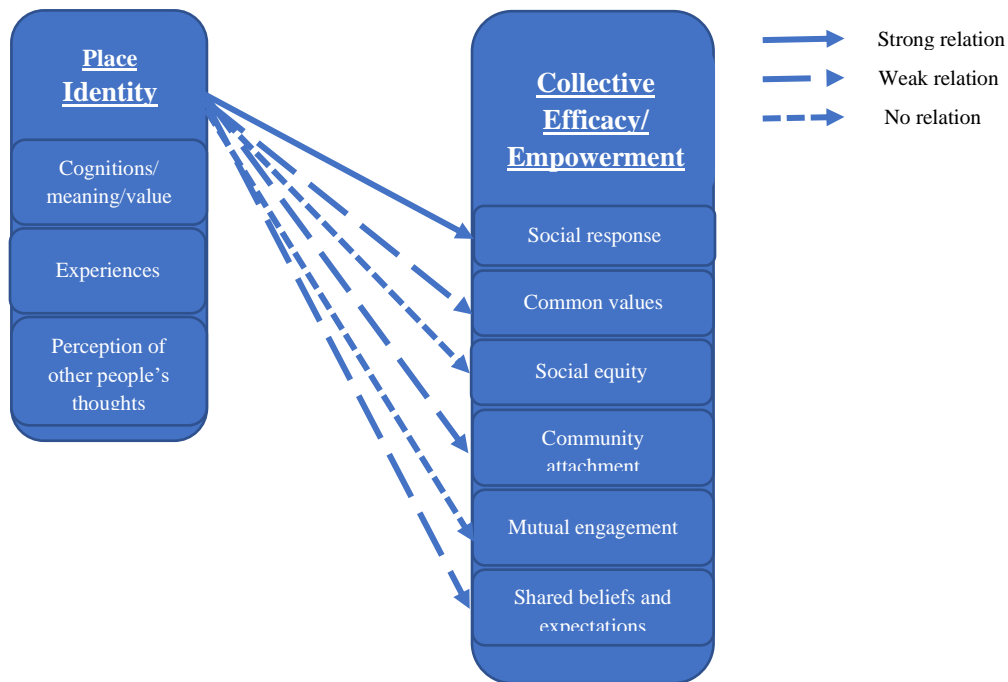 Place
Identity
Cognitions/
meaning/value
Experiences
Perception of
other people’s
thoughts
Collective
Efficacy/
Empowerment
Social response
Common values
Social equity
Community
attachment
Mutual engagement
Shared beliefs and
expectations
Strong relation
Weak relation
No relation